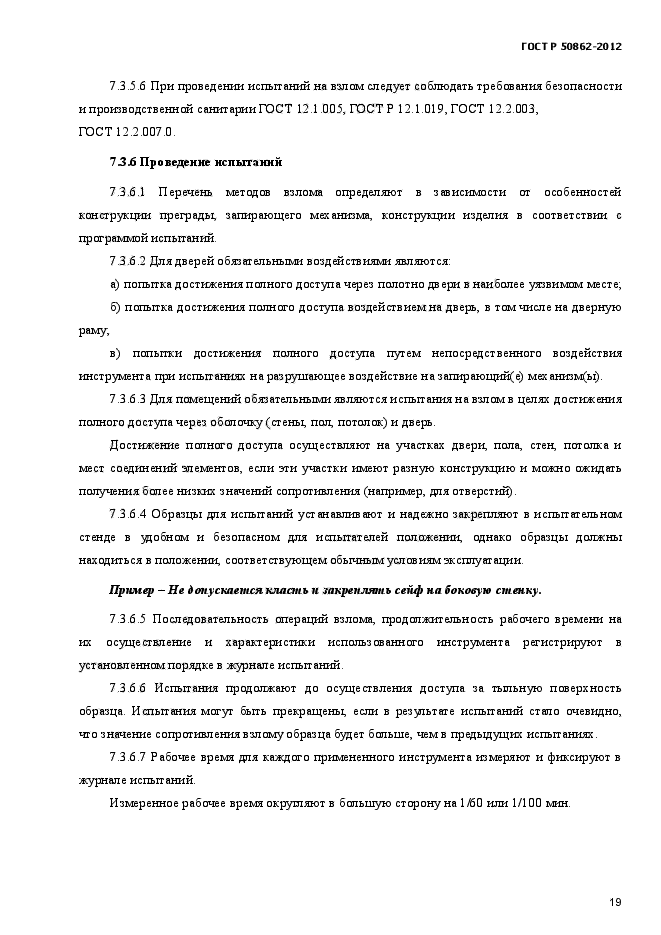 ГОСТ Р 50862-2012
7.3.5.6 При проведении испытаний на взлом следует соблюдать требования безопасности
и производственной санитарии ГОСТ 12.1.005, ГОСТ Р 12.1.019, ГОСТ 12.2.003,
ГОСТ 12.2.007.0.
7.3.6 Проведение испытаний
7.3.6.1 Перечень методов взлома определяют в зависимости от особенностей
конструкции преграды, запирающего механизма, конструкции изделия в соответствии с
программой испытаний.
7.3.6.2 Для дверей обязательными воздействиями являются:
а) попытка достижения полного доступа через полотно двери в наиболее уязвимом месте;
б) попытка достижения полного доступа воздействием на дверь, в том числе на дверную
раму;
в) попытки достижения полного доступа путем непосредственного воздействия
инструмента при испытаниях на разрушающее воздействие на запирающий(е) механизм(ы).
7.3.6.3 Для помещений обязательными являются испытания на взлом в целях достижения
полного доступа через оболочку (стены, пол, потолок) и дверь.
Достижение полного доступа осуществляют на участках двери, пола, стен, потолка и
мест соединений элементов, если эти участки имеют разную конструкцию и можно ожидать
получения более низких значений сопротивления (например, для отверстий).
7.3.6.4 Образцы для испытаний устанавливают и надежно закрепляют в испытательном
стенде в удобном и безопасном для испытателей положении, однако образцы должны
находиться в положении, соответствующем обычным условиям эксплуатации.
Пример – Не допускается класть и закреплять сейф на боковую стенку.
7.3.6.5 Последовательность операций взлома, продолжительность рабочего времени на
их осуществление и характеристики использованного инструмента регистрируют в
установленном порядке в журнале испытаний.
7.3.6.6 Испытания продолжают до осуществления доступа за тыльную поверхность
образца. Испытания могут быть прекращены, если в результате испытаний стало очевидно,
что значение сопротивления взлому образца будет больше, чем в предыдущих испытаниях.
7.3.6.7 Рабочее время для каждого примененного инструмента измеряют и фиксируют в
журнале испытаний.
Измеренное рабочее время округляют в большую сторону на 1/60 или 1/100 мин.
19